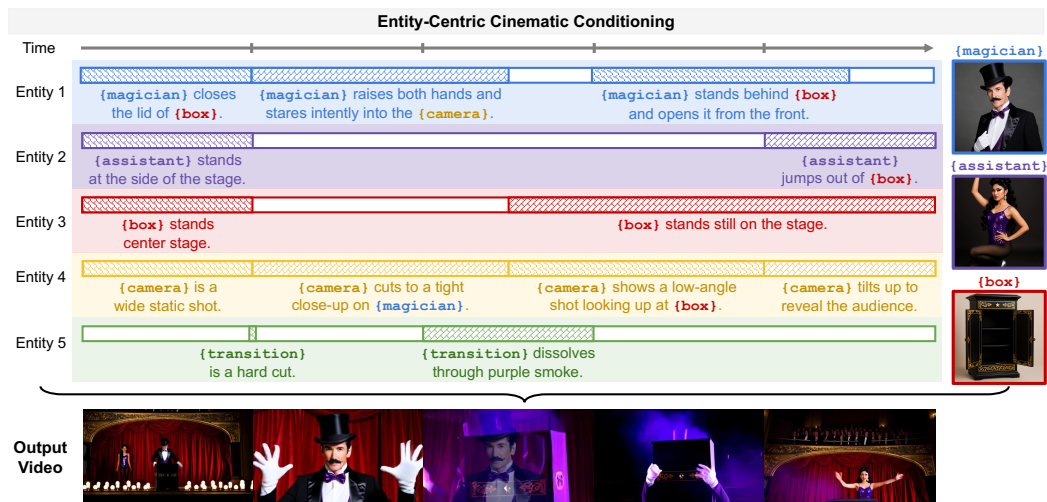 Entity-Centric Cinematic Conditioning
Time
{magician}
Entity 1
{magician} closes
the lid of {box}.
{magician} raises both hands and
stares intently into the {camera}.
{magician} stands behind {box}
and opens it from the front.
Entity 2
{assistant} stands
at the side of the stage.
{assistant}
jumps out of {box}.
{assistant}
Entity 3
{box} stands
center stage.
{box} stands still on the stage.
Entity 4
{camera} is a
wide static shot.
{camera} cuts to a tight
close-up on {magician}.
{camera} shows a low-angle
shot looking up at {box}.
{camera} tilts up to
reveal the audience.
{box}
Entity 5
{transition}
is a hard cut.
{transition} dissolves
through purple smoke.
Output
Video